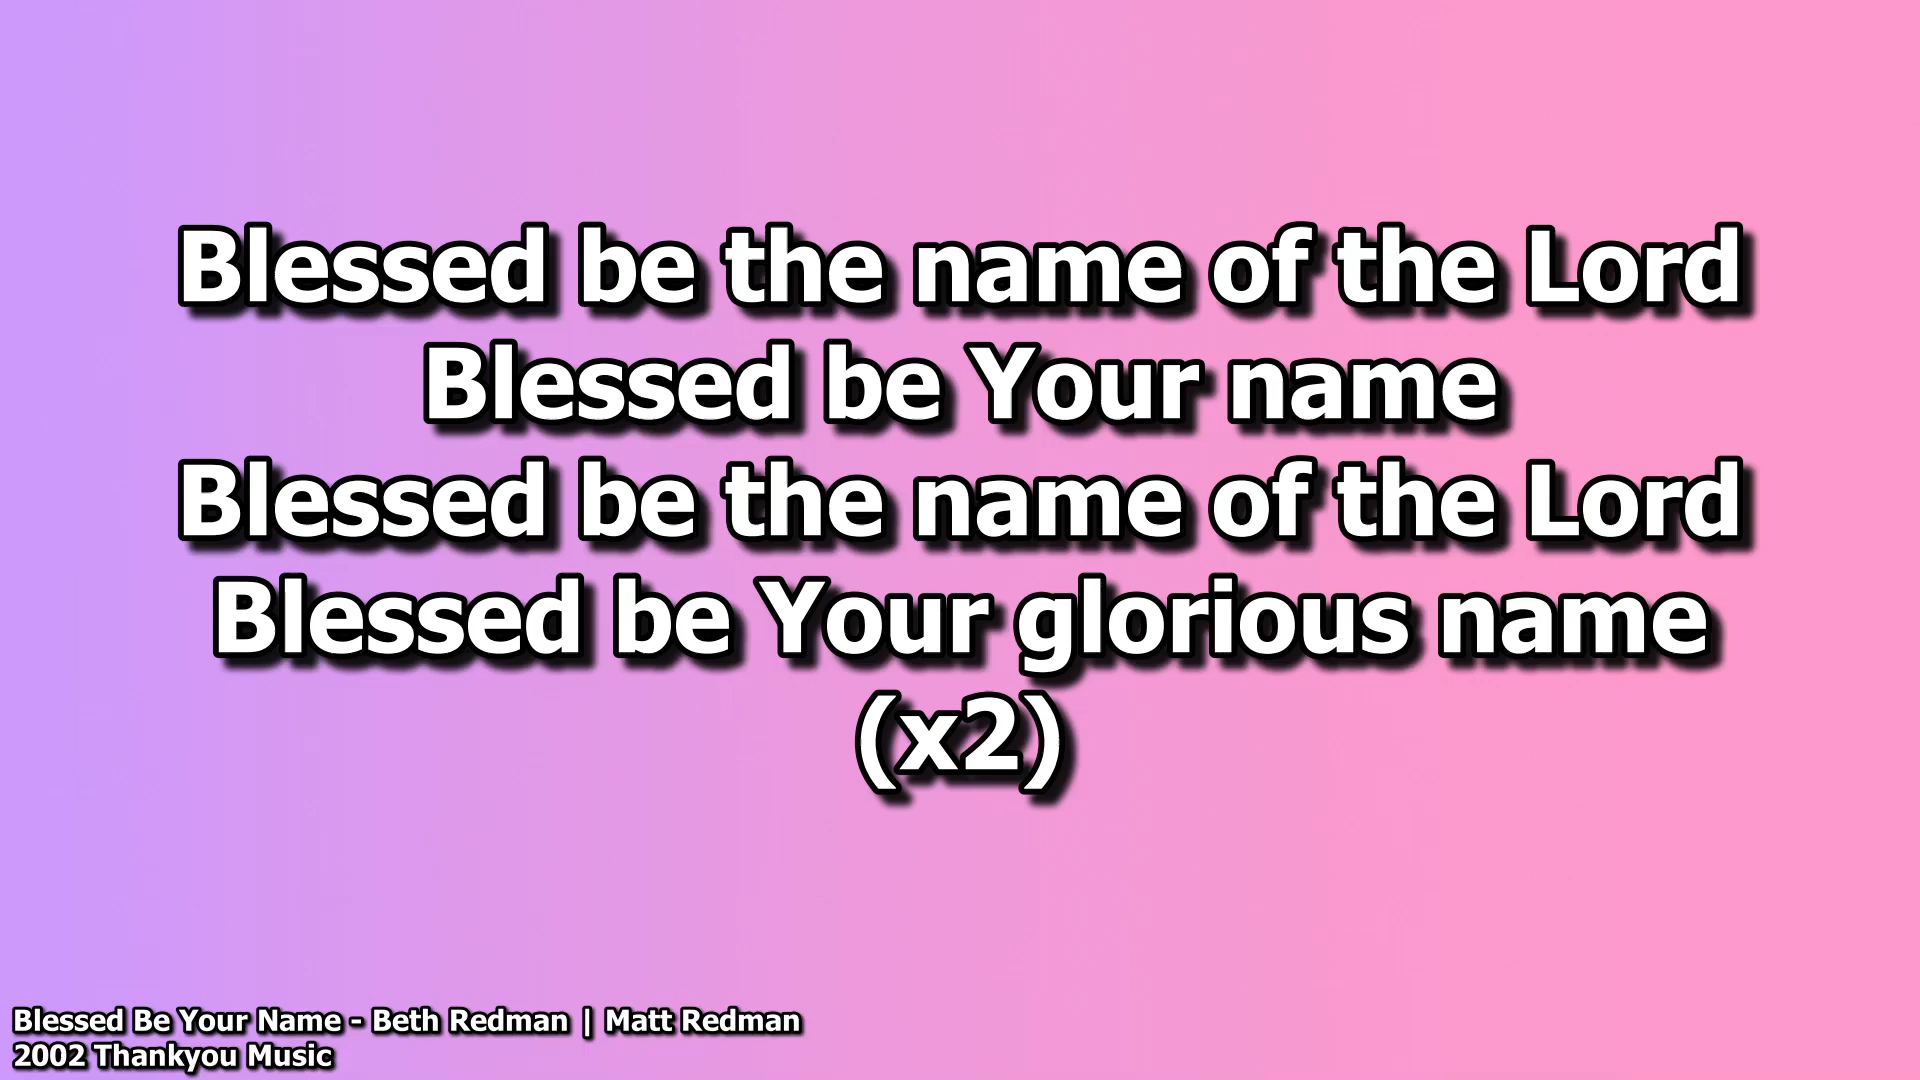 Blessed be the name of the Lord
Blessed be Your name
Blessed be the name of the Lord
Blessed be Your glorious name
(x2)
Blessed Be Your Name - Beth Redman | Matt Redman
2002 Thankyou Music